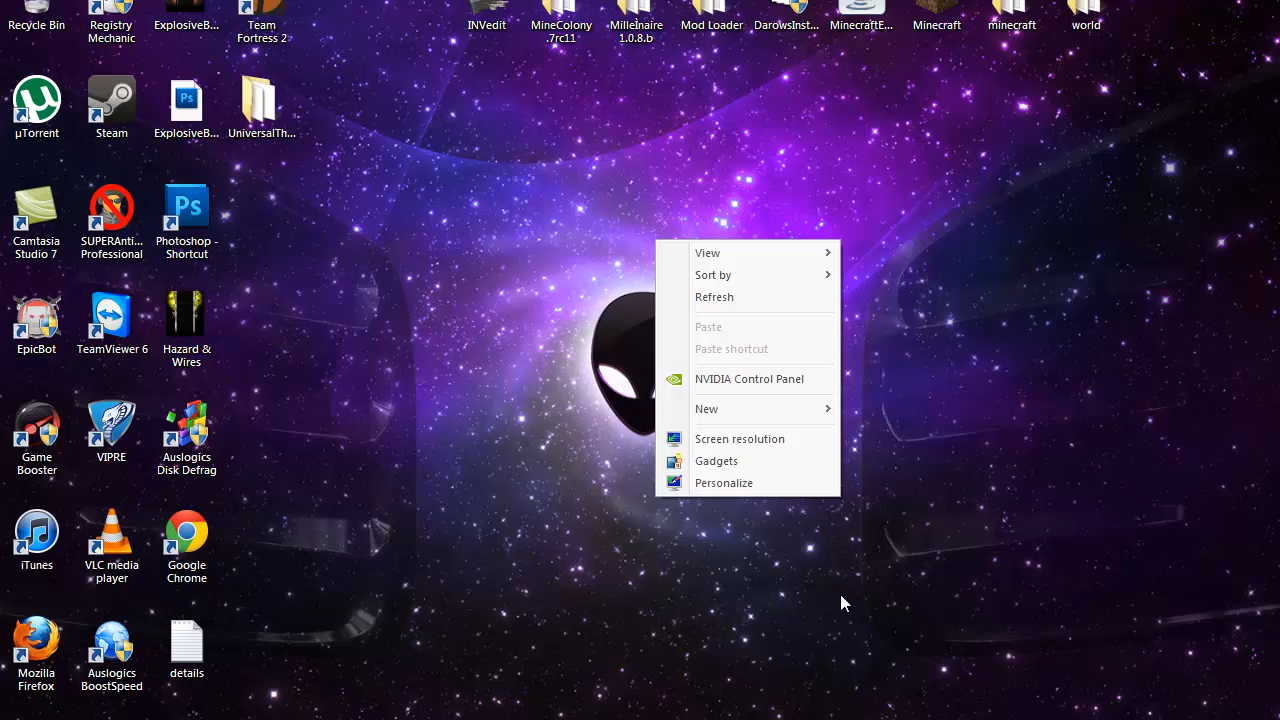 Recycle Bin
Registry
Mechanic
ExplosiveB...
Team
Fortress 2
INVedit
MineColony
.7rc11
Millenaire
1.0.8.b
Mod Loader
DarowsInst...
MinecraftE...
Minecraft
minecraft
world
µTorrent
Steam
Ps
ExplosiveB...
UniversalTh...
Camtasia
Studio 7
SUPERAnti...
Professional
Ps
Photoshop -
Shortcut
EpicBot
TeamViewer 6
Hazard &
Wires
Game
Booster
VIPRE
Auslogics
Disk Defrag
iTunes
VLC media
player
Google
Chrome
Mozilla
Firefox
Auslogics
BoostSpeed
details
View
Sort by
Refresh
Paste
Paste shortcut
NVIDIA Control Panel
New
Screen resolution
Gadgets
Personalize